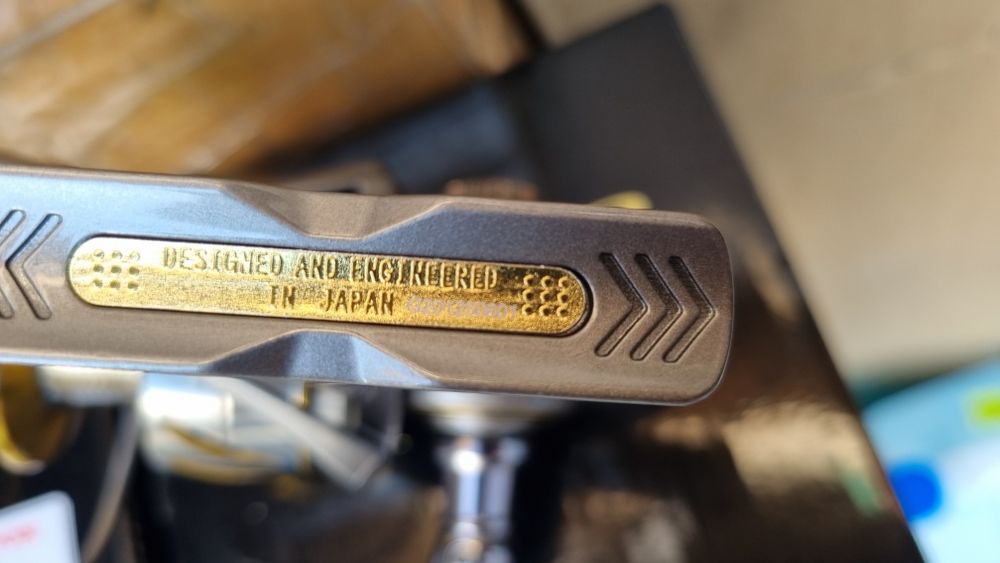 DESIGNED AND ENGINEERED
IN JAPAN